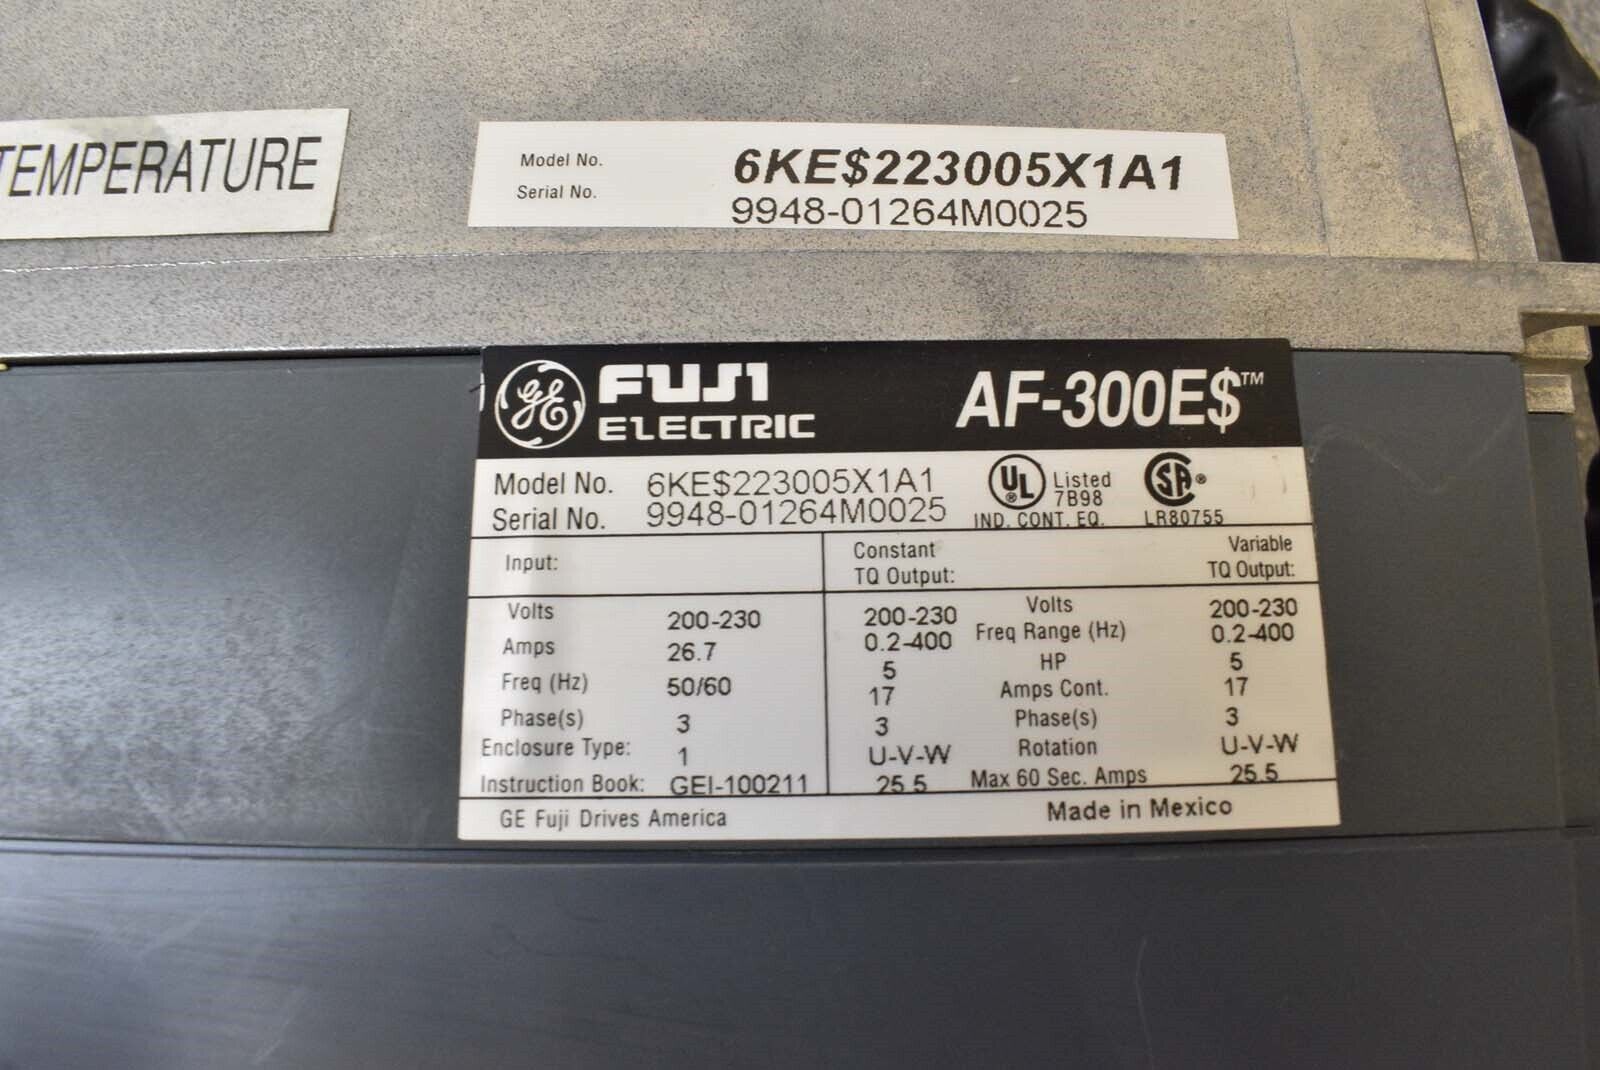 TEMPERATURE
Model No. 6KE$223005X1A1
Serial No. 9948-01264M0025
GE FUJI ELECTRIC AF-300E$™
Model No. 6KE$223005X1A1 UL® Listed 7B98 SA®
Serial No. 9948-01264M0025 IND. CONT. EQ. LR80755
Input: Constant TQ Output: Variable TQ Output:
Volts 200-230 200-230 Volts 200-230
Amps 26.7 0.2-400 Freq Range (Hz) 0.2-400
Freq (Hz) 50/60 5 HP 5
17 Amps Cont. 17
Phase(s) 3 3 Phase(s) 3
Enclosure Type: 1 U-V-W Rotation U-V-W
Instruction Book: GEI-100211 25.5 Max 60 Sec. Amps 25.5
GE Fuji Drives America Made in Mexico